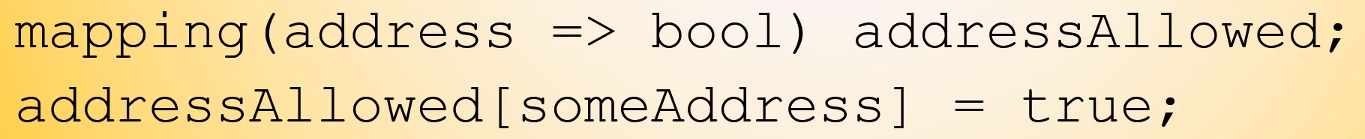 mapping(address => bool) addressAllowed;
addressAllowed[someAddress] = true;